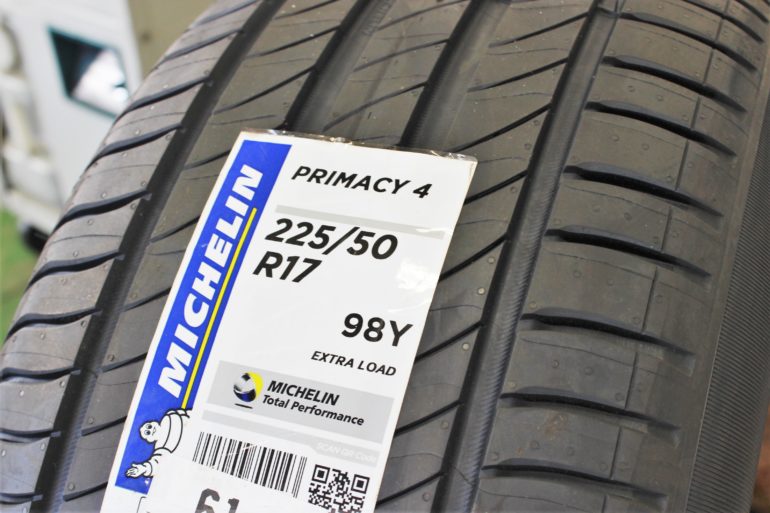 MICHELIN
PRIMACY 4
225/50
R17
98Y
EXTRA LOAD
MICHELIN
Total Performance
SCAN QR Code
61